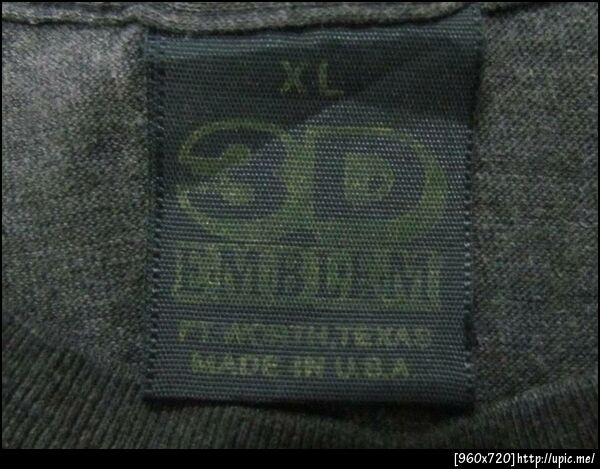 XL
3D
EMBLEM
FT. WORTH, TEXAS
MADE IN U.S.A
[960x720]http://upic.me/